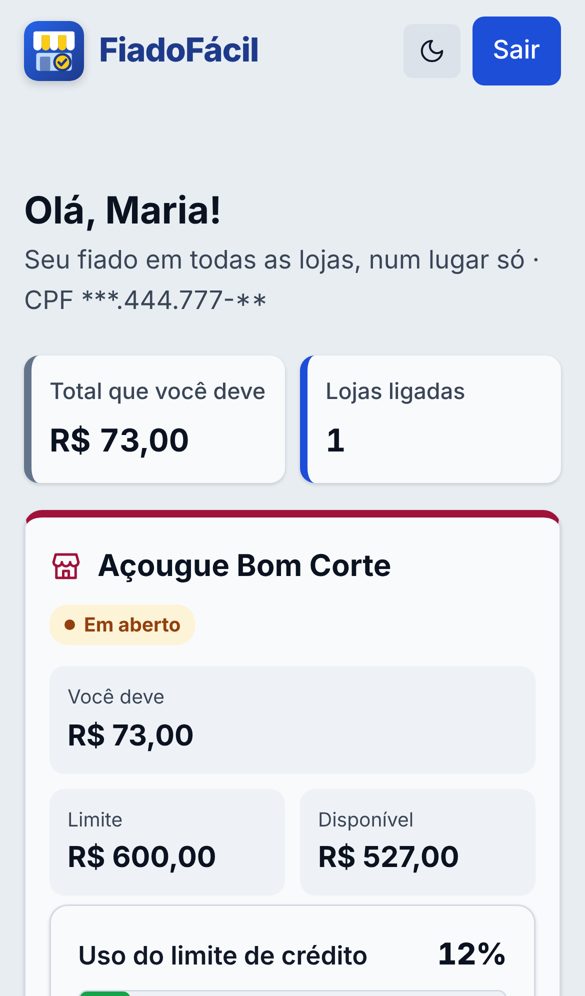 FiadoFácil
Sair
Olá, Maria!
Seu fiado em todas as lojas, num lugar só ·
CPF ***.444.777-**
Total que você deve
R$ 73,00
Lojas ligadas
1
Açougue Bom Corte
Em aberto
Você deve
R$ 73,00
Limite
R$ 600,00
Disponível
R$ 527,00
Uso do limite de crédito
12%